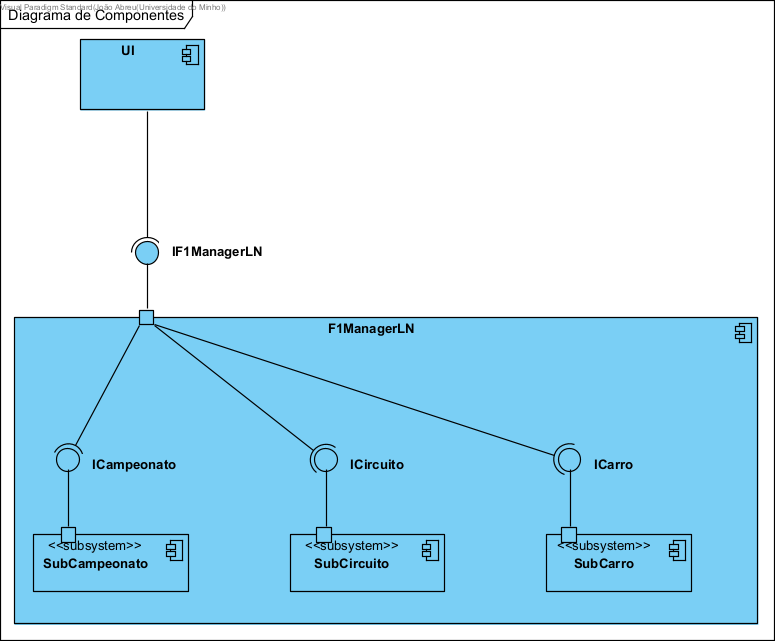 Visual Paradigm Standard(João Abreu(Universidade do Minho))
Diagrama de Componentes
UI
IF1ManagerLN
F1ManagerLN
ICampeonato
ICircuito
ICarro
<<subsystem>>
SubCampeonato
<<subsystem>>
SubCircuito
<<subsystem>>
SubCarro